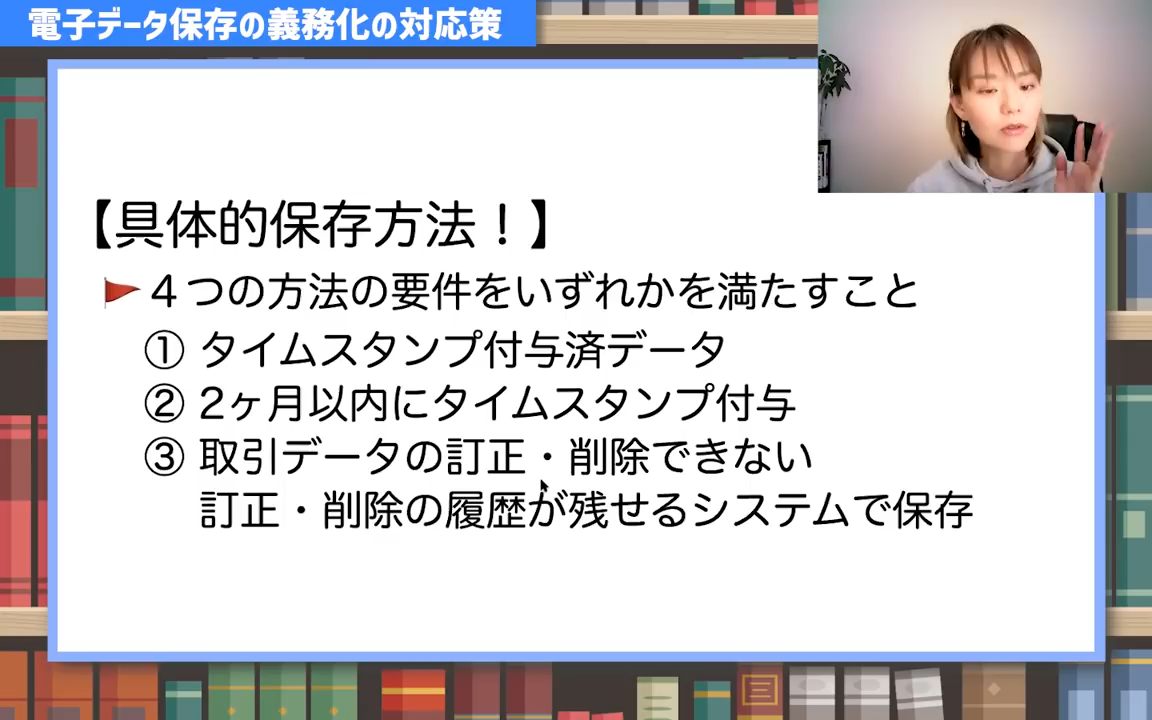 電子データ保存の義務化の対応策
【具体的保存方法！】
４つの方法の要件をいずれかを満たすこと
① タイムスタンプ付与済データ
② 2ヶ月以内にタイムスタンプ付与
③ 取引データの訂正・削除できない
訂正・削除の履歴が残せるシステムで保存